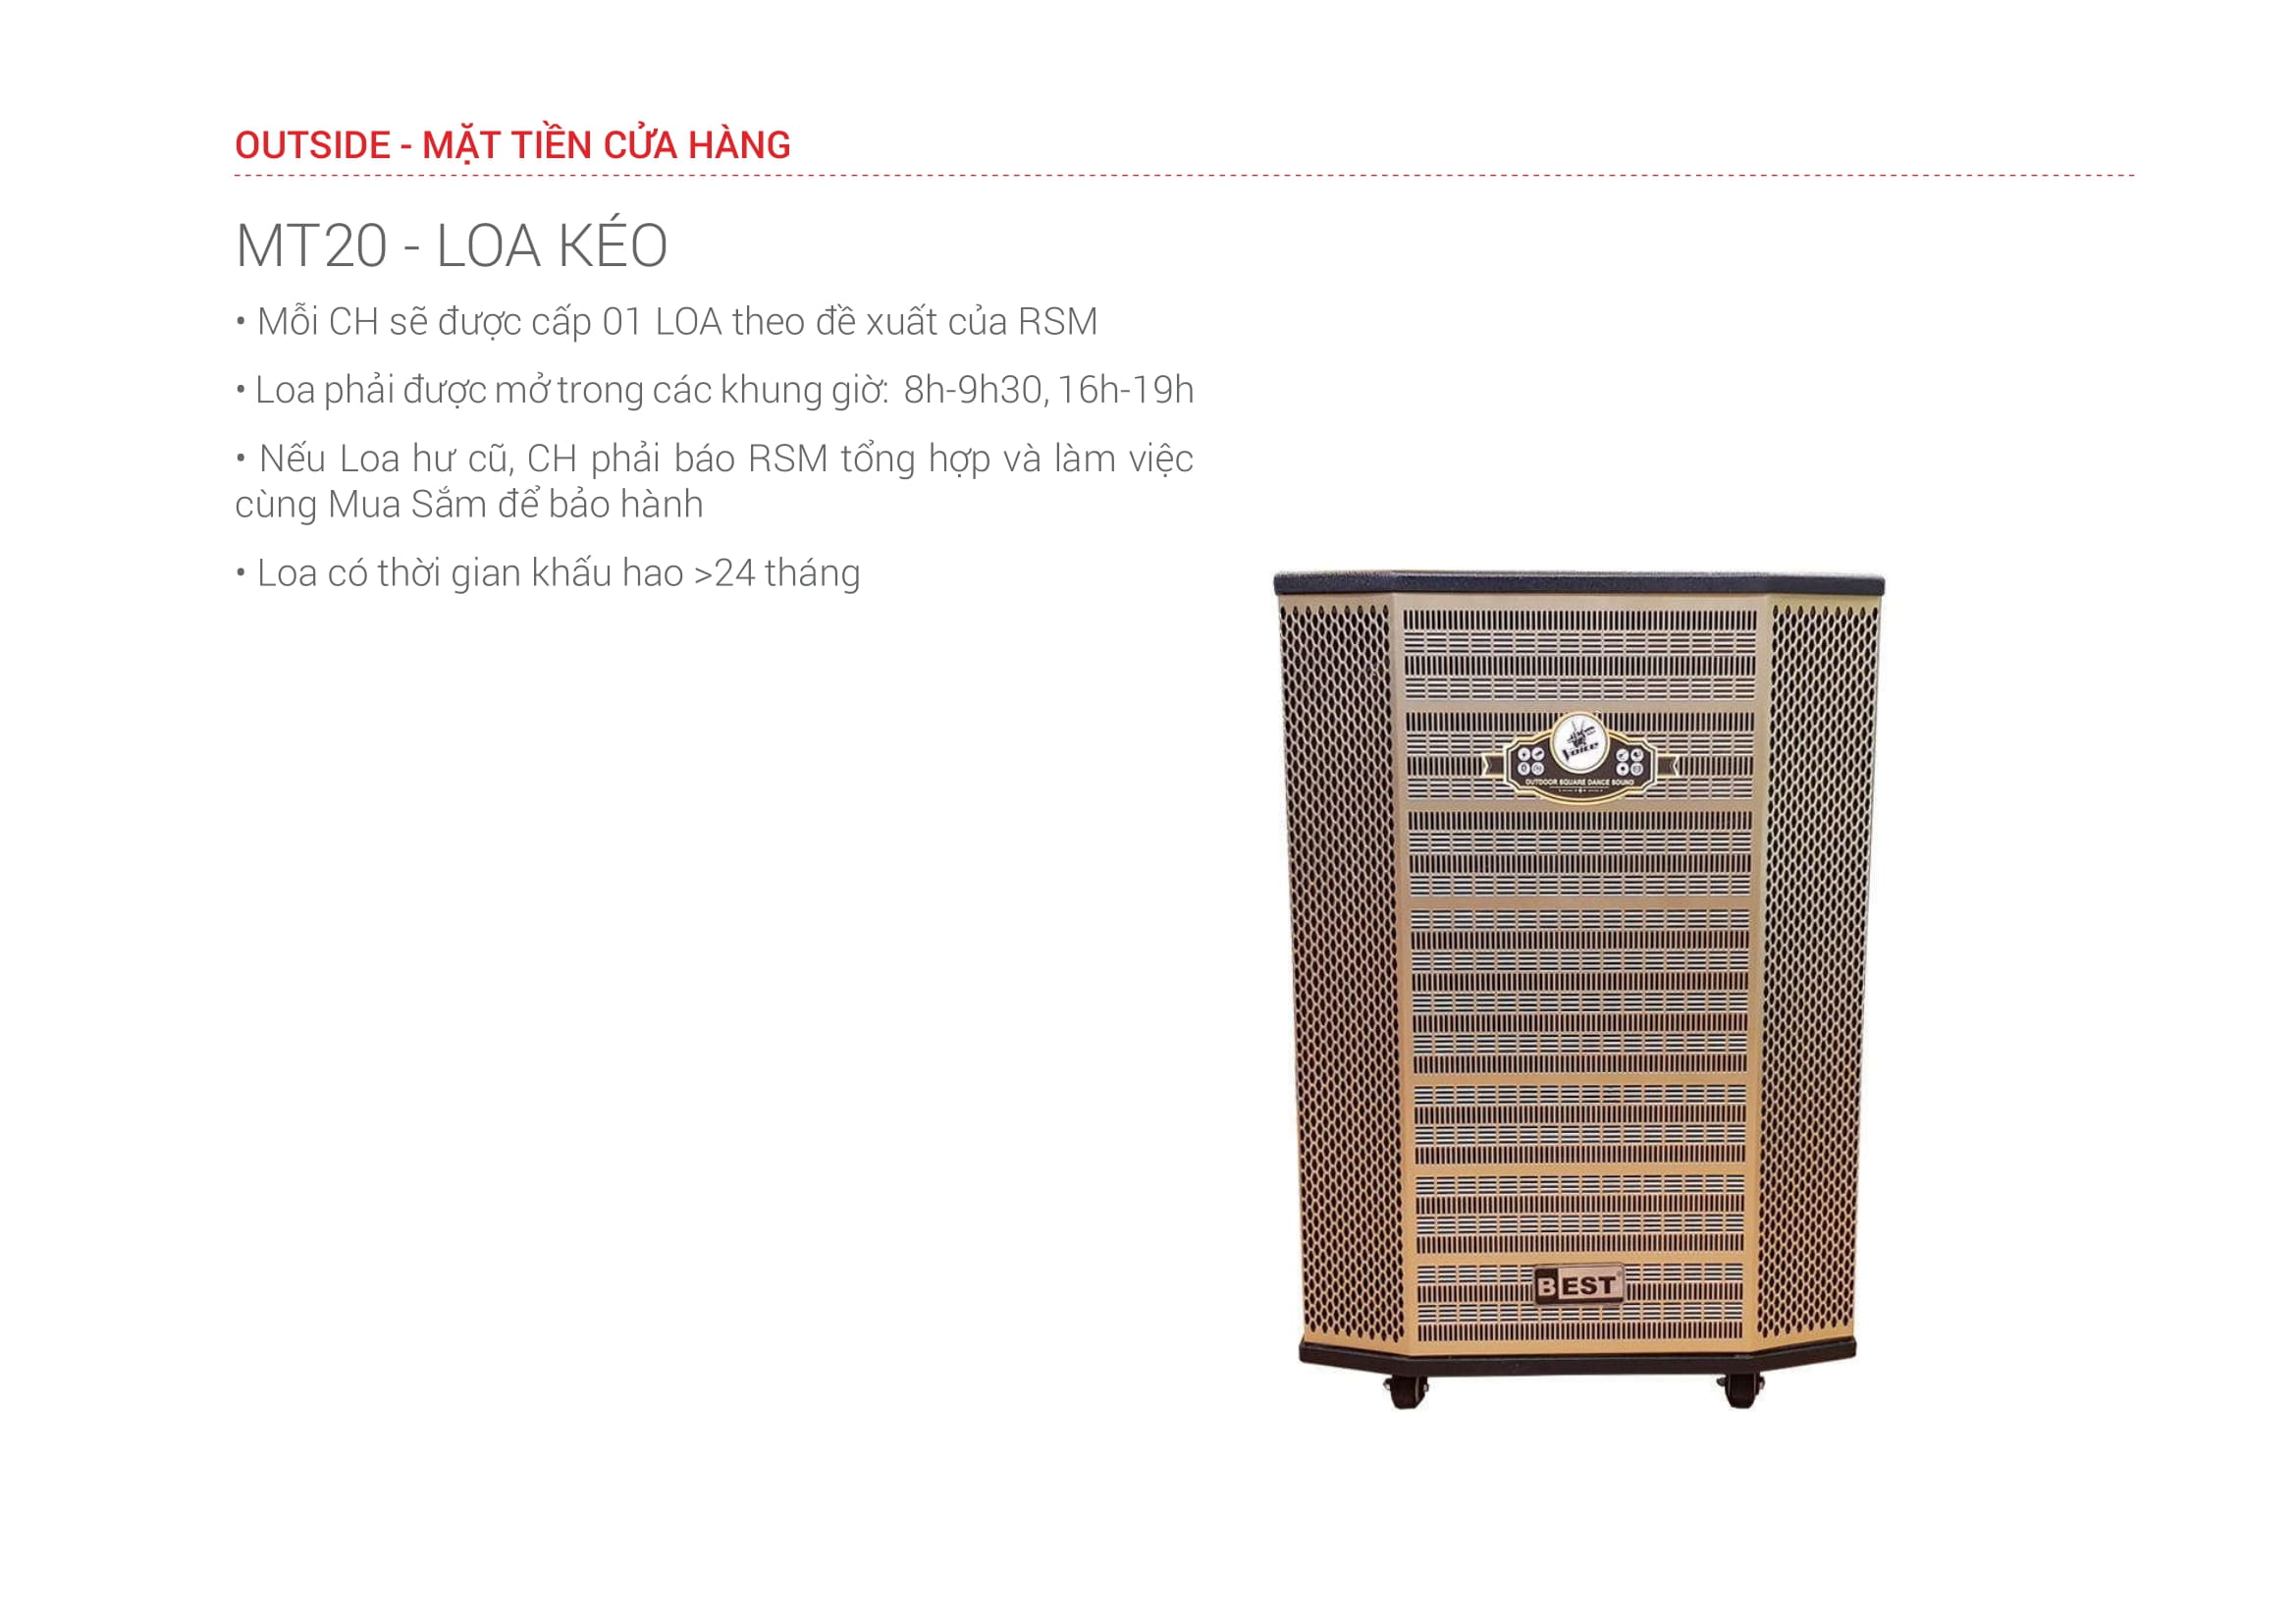 OUTSIDE - MẶT TIỀN CỬA HÀNG
MT20 - LOA KÉO
• Mỗi CH sẽ được cấp 01 LOA theo đề xuất của RSM
• Loa phải được mở trong các khung giờ: 8h-9h30, 16h-19h
• Nếu Loa hư cũ, CH phải báo RSM tổng hợp và làm việc
cùng Mua Sắm để bảo hành
• Loa có thời gian khấu hao >24 tháng
Voice
OUTDOOR SQUARE DANCE SOUND
BEST